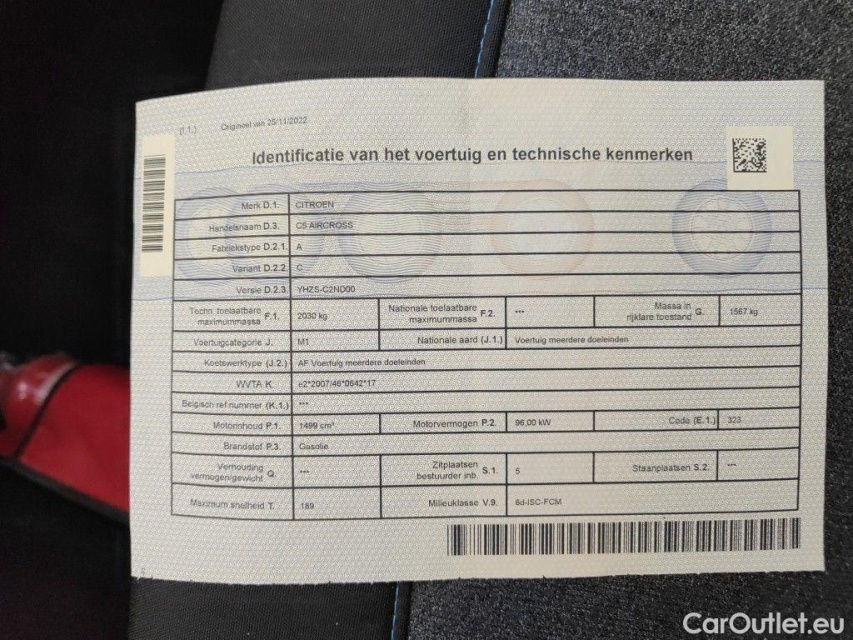 (I.1.) Origineel van 25/11/2022
Identificatie van het voertuig en technische kenmerken
Merk D.1. CITROEN
Handelsnaam D.3. C5 AIRCROSS
Fabriekstype D.2.1. A
Variant D.2.2. C
Versie D.2.3. YHZS-C2ND00
Techn. toelaatbare maximummassa F.1. 2030 kg Nationale toelaatbare maximummassa F.2. --- Massa in rijklare toestand G. 1567 kg
Voertuigcategorie J. M1 Nationale aard (J.1.) Voertuig meerdere doeleinden
Koetswerktype (J.2.) AF Voertuig meerdere doeleinden
WVTA K. e2*2007/46*0642*17
Belgisch ref.nummer (K.1.) ---
Motorinhoud P.1. 1499 cm³ Motorvermogen P.2. 96,00 kW Code (E.1.) 323
Brandstof P.3. Gasolie
Verhouding vermogen/gewicht Q. --- Zitplaatsen bestuurder inb. S.1. 5 Staanplaatsen S.2. ---
Maximum snelheid T. 189 Milieuklasse V.9. 6d-ISC-FCM
CarOutlet.eu